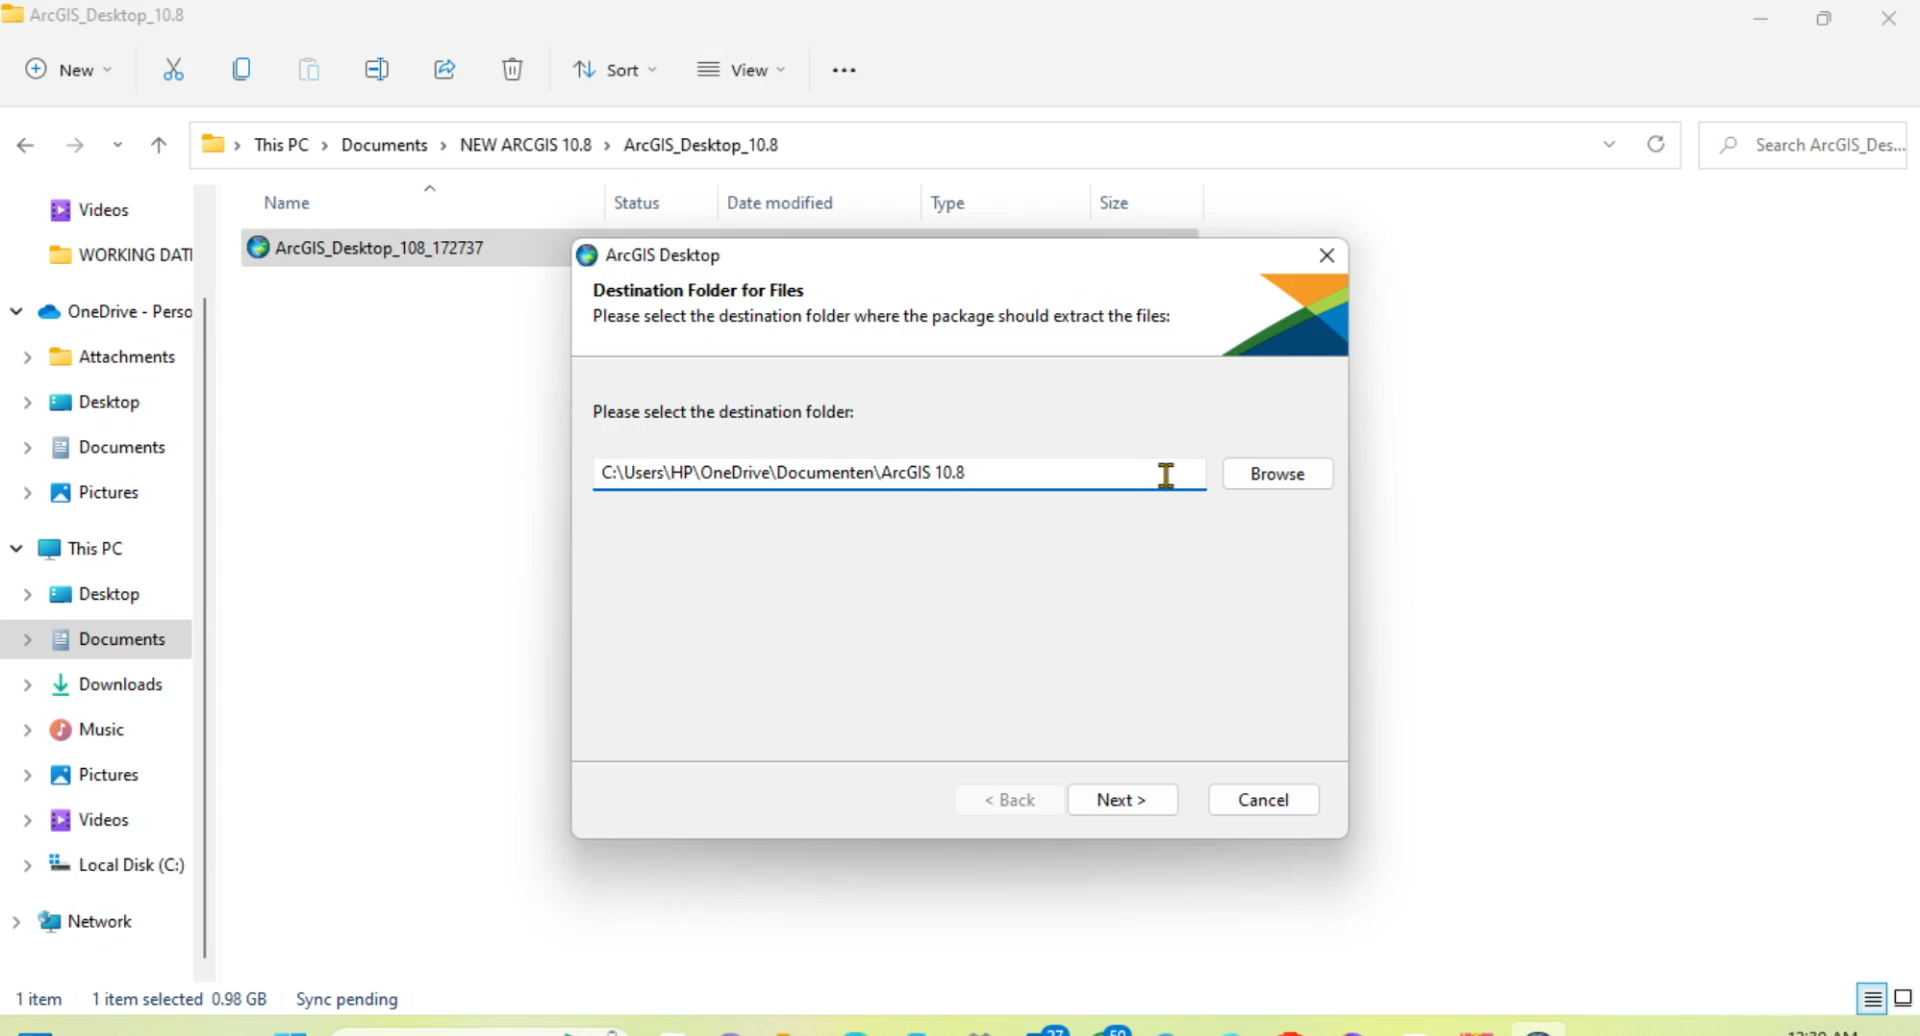 ArcGIS_Desktop_10.8
New
Sort
View
This PC > Documents > NEW ARCGIS 10.8 > ArcGIS_Desktop_10.8
Search ArcGIS_Des...
Name
Status
Date modified
Type
Size
ArcGIS_Desktop_108_172737
Videos
WORKING DAT
OneDrive - Perso
Attachments
Desktop
Documents
Pictures
This PC
Desktop
Documents
Downloads
Music
Pictures
Videos
Local Disk (C:)
Network
ArcGIS Desktop
Destination Folder for Files
Please select the destination folder where the package should extract the files:
Please select the destination folder:
C:\Users\HP\OneDrive\Documenten\ArcGIS 10.8
Browse
< Back
Next >
Cancel
1 item
1 item selected 0.98 GB
Sync pending